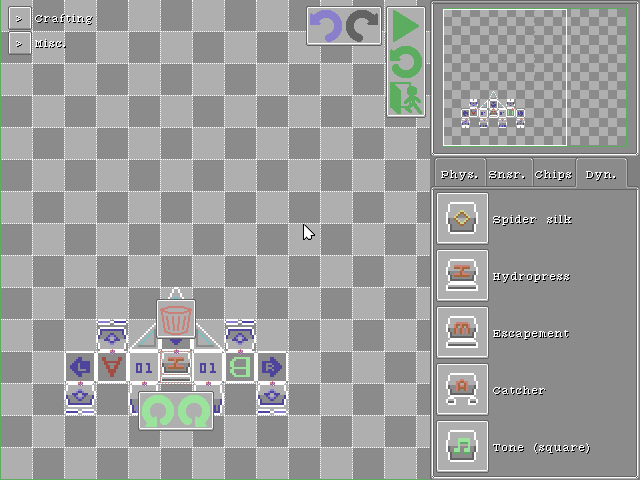 > Crafting
> Misc.
Phys. Snsr. Chips Dyn.
Spider silk
Hydropress
Escapement
Catcher
Tone (square)
L 01 01 R